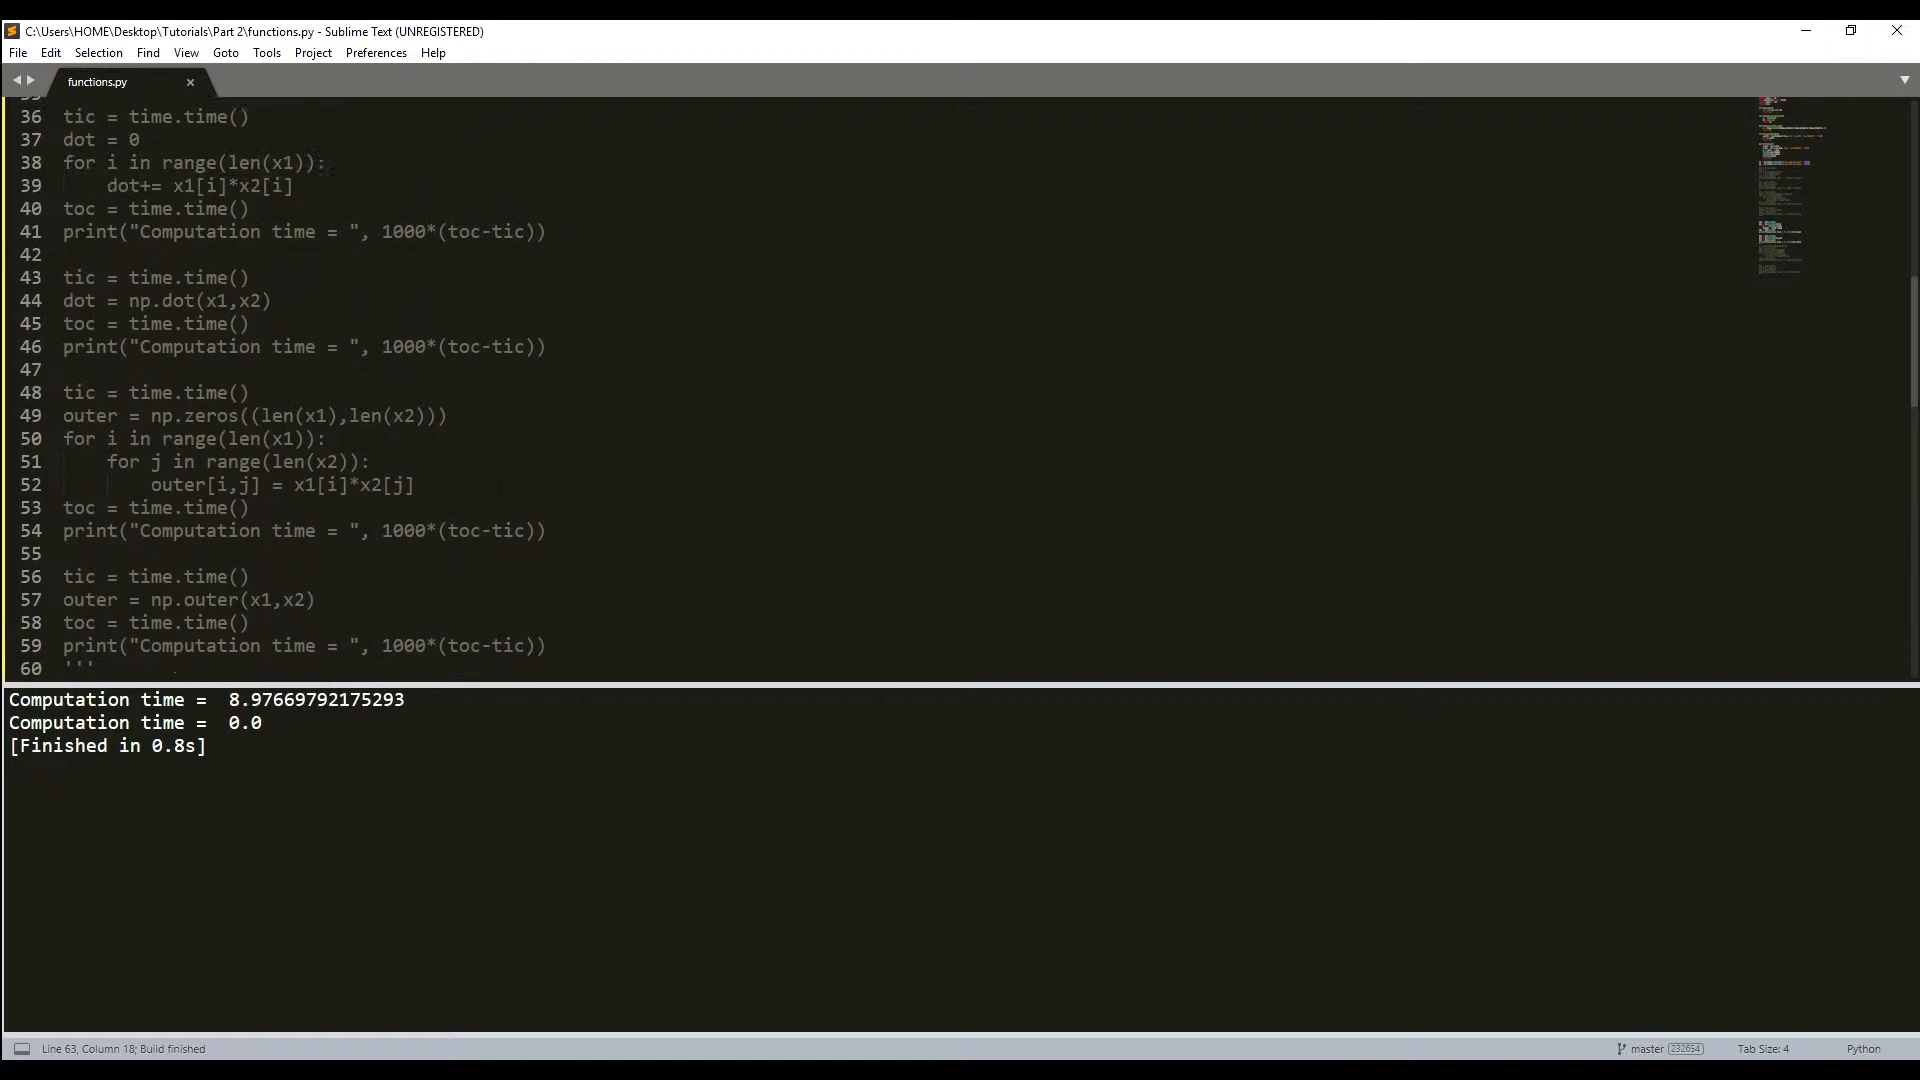 C:\Users\HOME\Desktop\Tutorials\Part 2\functions.py - Sublime Text (UNREGISTERED)
File Edit Selection Find View Goto Tools Project Preferences Help
functions.py
36 tic = time.time()
37 dot = 0
38 for i in range(len(x1)):
39     dot+= x1[i]*x2[i]
40 toc = time.time()
41 print("Computation time = ", 1000*(toc-tic))
42
43 tic = time.time()
44 dot = np.dot(x1,x2)
45 toc = time.time()
46 print("Computation time = ", 1000*(toc-tic))
47
48 tic = time.time()
49 outer = np.zeros((len(x1),len(x2)))
50 for i in range(len(x1)):
51     for j in range(len(x2)):
52         outer[i,j] = x1[i]*x2[j]
53 toc = time.time()
54 print("Computation time = ", 1000*(toc-tic))
55
56 tic = time.time()
57 outer = np.outer(x1,x2)
58 toc = time.time()
59 print("Computation time = ", 1000*(toc-tic))
60 '''
Computation time =  8.97669792175293
Computation time =  0.0
[Finished in 0.8s]
Line 63, Column 18; Build finished
master 232654 Tab Size: 4 Python